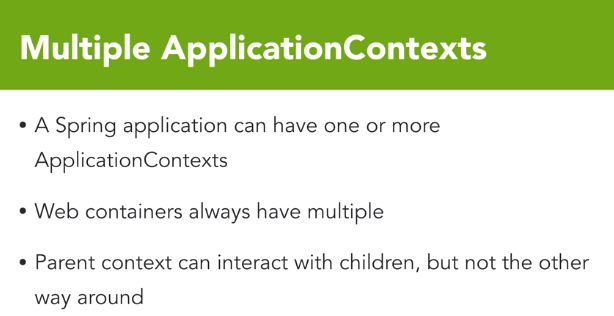 Multiple ApplicationContexts
• A Spring application can have one or more
ApplicationContexts
• Web containers always have multiple
• Parent context can interact with children, but not the other
way around